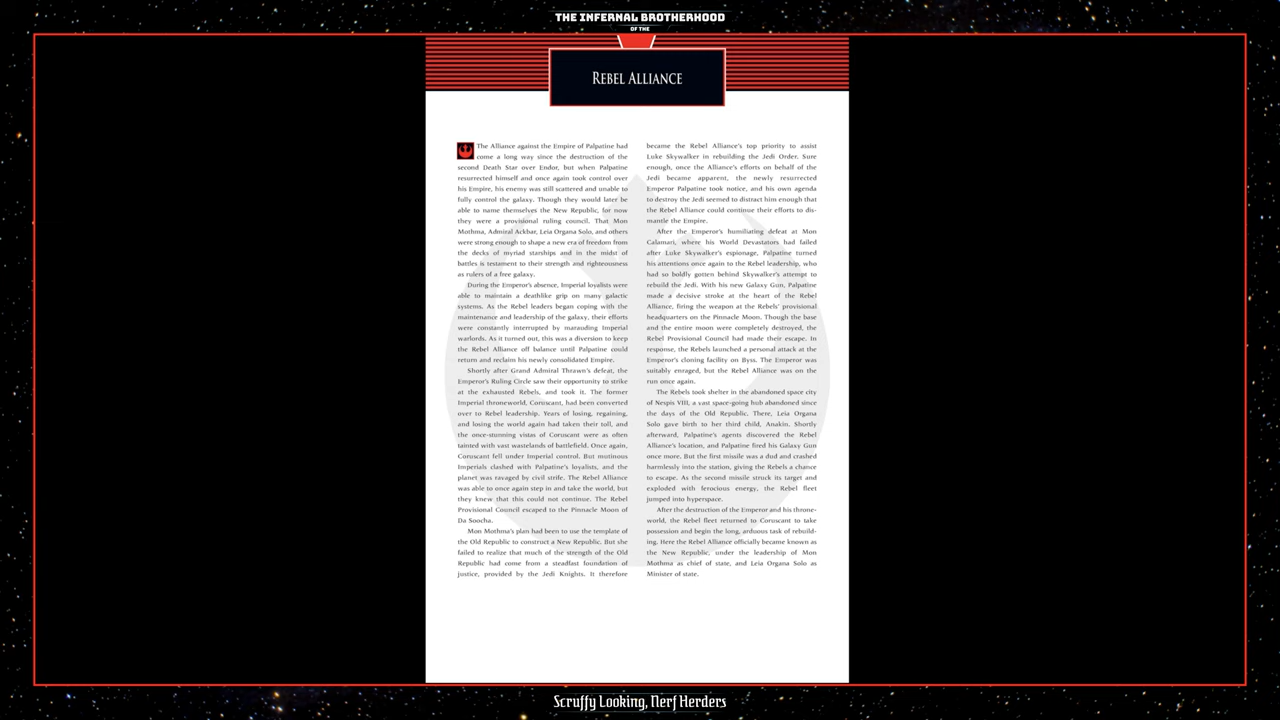 THE INFERNAL BROTHERHOOD
OF THE
REBEL ALLIANCE
The Alliance against the Empire of Palpatine had
come a long way since the destruction of the
second Death Star over Endor, but when Palpatine
resurrected himself and once again took control over
his Empire, his enemy was still scattered and unable to
fully control the galaxy. Though they would later be
able to name themselves the New Republic, for now
they were a provisional ruling council. That Mon
Mothma, Admiral Ackbar, Leia Organa Solo, and others
were strong enough to shape a new era of freedom from
the decks of myriad starships and in the midst of
battles is testament to their strength and righteousness
as rulers of a free galaxy.
During the Emperor's absence, Imperial loyalists were
able to maintain a deathlike grip on many galactic
systems. As the Rebel leaders began coping with the
maintenance and leadership of the galaxy, their efforts
were constantly interrupted by marauding Imperial
warlords. As it turned out, this was a diversion to keep
the Rebel Alliance off balance until Palpatine could
return and reclaim his newly consolidated Empire.
Shortly after Grand Admiral Thrawn's defeat, the
Emperor's Ruling Circle saw their opportunity to strike
at the exhausted Rebels, and took it. The former
Imperial throneworld, Coruscant, had been converted
over to Rebel leadership. Years of losing, regaining,
and losing the world again had taken their toll, and
the once-stunning vistas of Coruscant were as often
tainted with vast wastelands of battlefield. Once again,
Coruscant fell under Imperial control. But mutinous
Imperials clashed with Palpatine's loyalists, and the
planet was ravaged by civil strife. The Rebel Alliance
was able to once again step in and take the world, but
they knew that this could not continue. The Rebel
Provisional Council escaped to the Pinnacle Moon of
Da Soocha.
Mon Mothma's plan had been to use the template of
the Old Republic to construct a New Republic. But she
failed to realize that much of the strength of the Old
Republic had come from a steadfast foundation of
justice, provided by the Jedi Knights. It therefore
became the Rebel Alliance's top priority to assist
Luke Skywalker in rebuilding the Jedi Order. Sure
enough, once the Alliance's efforts on behalf of the
Jedi became apparent, the newly resurrected
Emperor Palpatine took notice, and his own agenda
to destroy the Jedi seemed to distract him enough that
the Rebel Alliance could continue their efforts to dis-
mantle the Empire.
After the Emperor's humiliating defeat at Mon
Calamari, where his World Devastators had failed
after Luke Skywalker's espionage, Palpatine turned
his attentions once again to the Rebel leadership, who
had so boldly gotten behind Skywalker's attempt to
rebuild the Jedi. With his new Galaxy Gun, Palpatine
made a decisive stroke at the heart of the Rebel
Alliance, firing the weapon at the Rebels' provisional
headquarters on the Pinnacle Moon. Though the base
and the entire moon were completely destroyed, the
Rebel Provisional Council had made their escape. In
response, the Rebels launched a personal attack at the
Emperor's cloning facility on Byss. The Emperor was
suitably enraged, but the Rebel Alliance was on the
run once again.
The Rebels took shelter in the abandoned space city
of Nespis VIII, a vast space-going hub abandoned since
the days of the Old Republic. There, Leia Organa
Solo gave birth to her third child, Anakin. Shortly
afterward, Palpatine's agents discovered the Rebel
Alliance's location, and Palpatine fired his Galaxy Gun
once more. But the first missile was a dud and crashed
harmlessly into the station, giving the Rebels a chance
to escape. As the second missile struck its target and
exploded with ferocious energy, the Rebel fleet
jumped into hyperspace.
After the destruction of the Emperor and his throne-
world, the Rebel fleet returned to Coruscant to take
possession and begin the long, arduous task of rebuild-
ing. Here the Rebel Alliance officially became known as
the New Republic, under the leadership of Mon
Mothma as chief of state, and Leia Organa Solo as
Minister of state.
Scruffy Looking, Nerf Herders